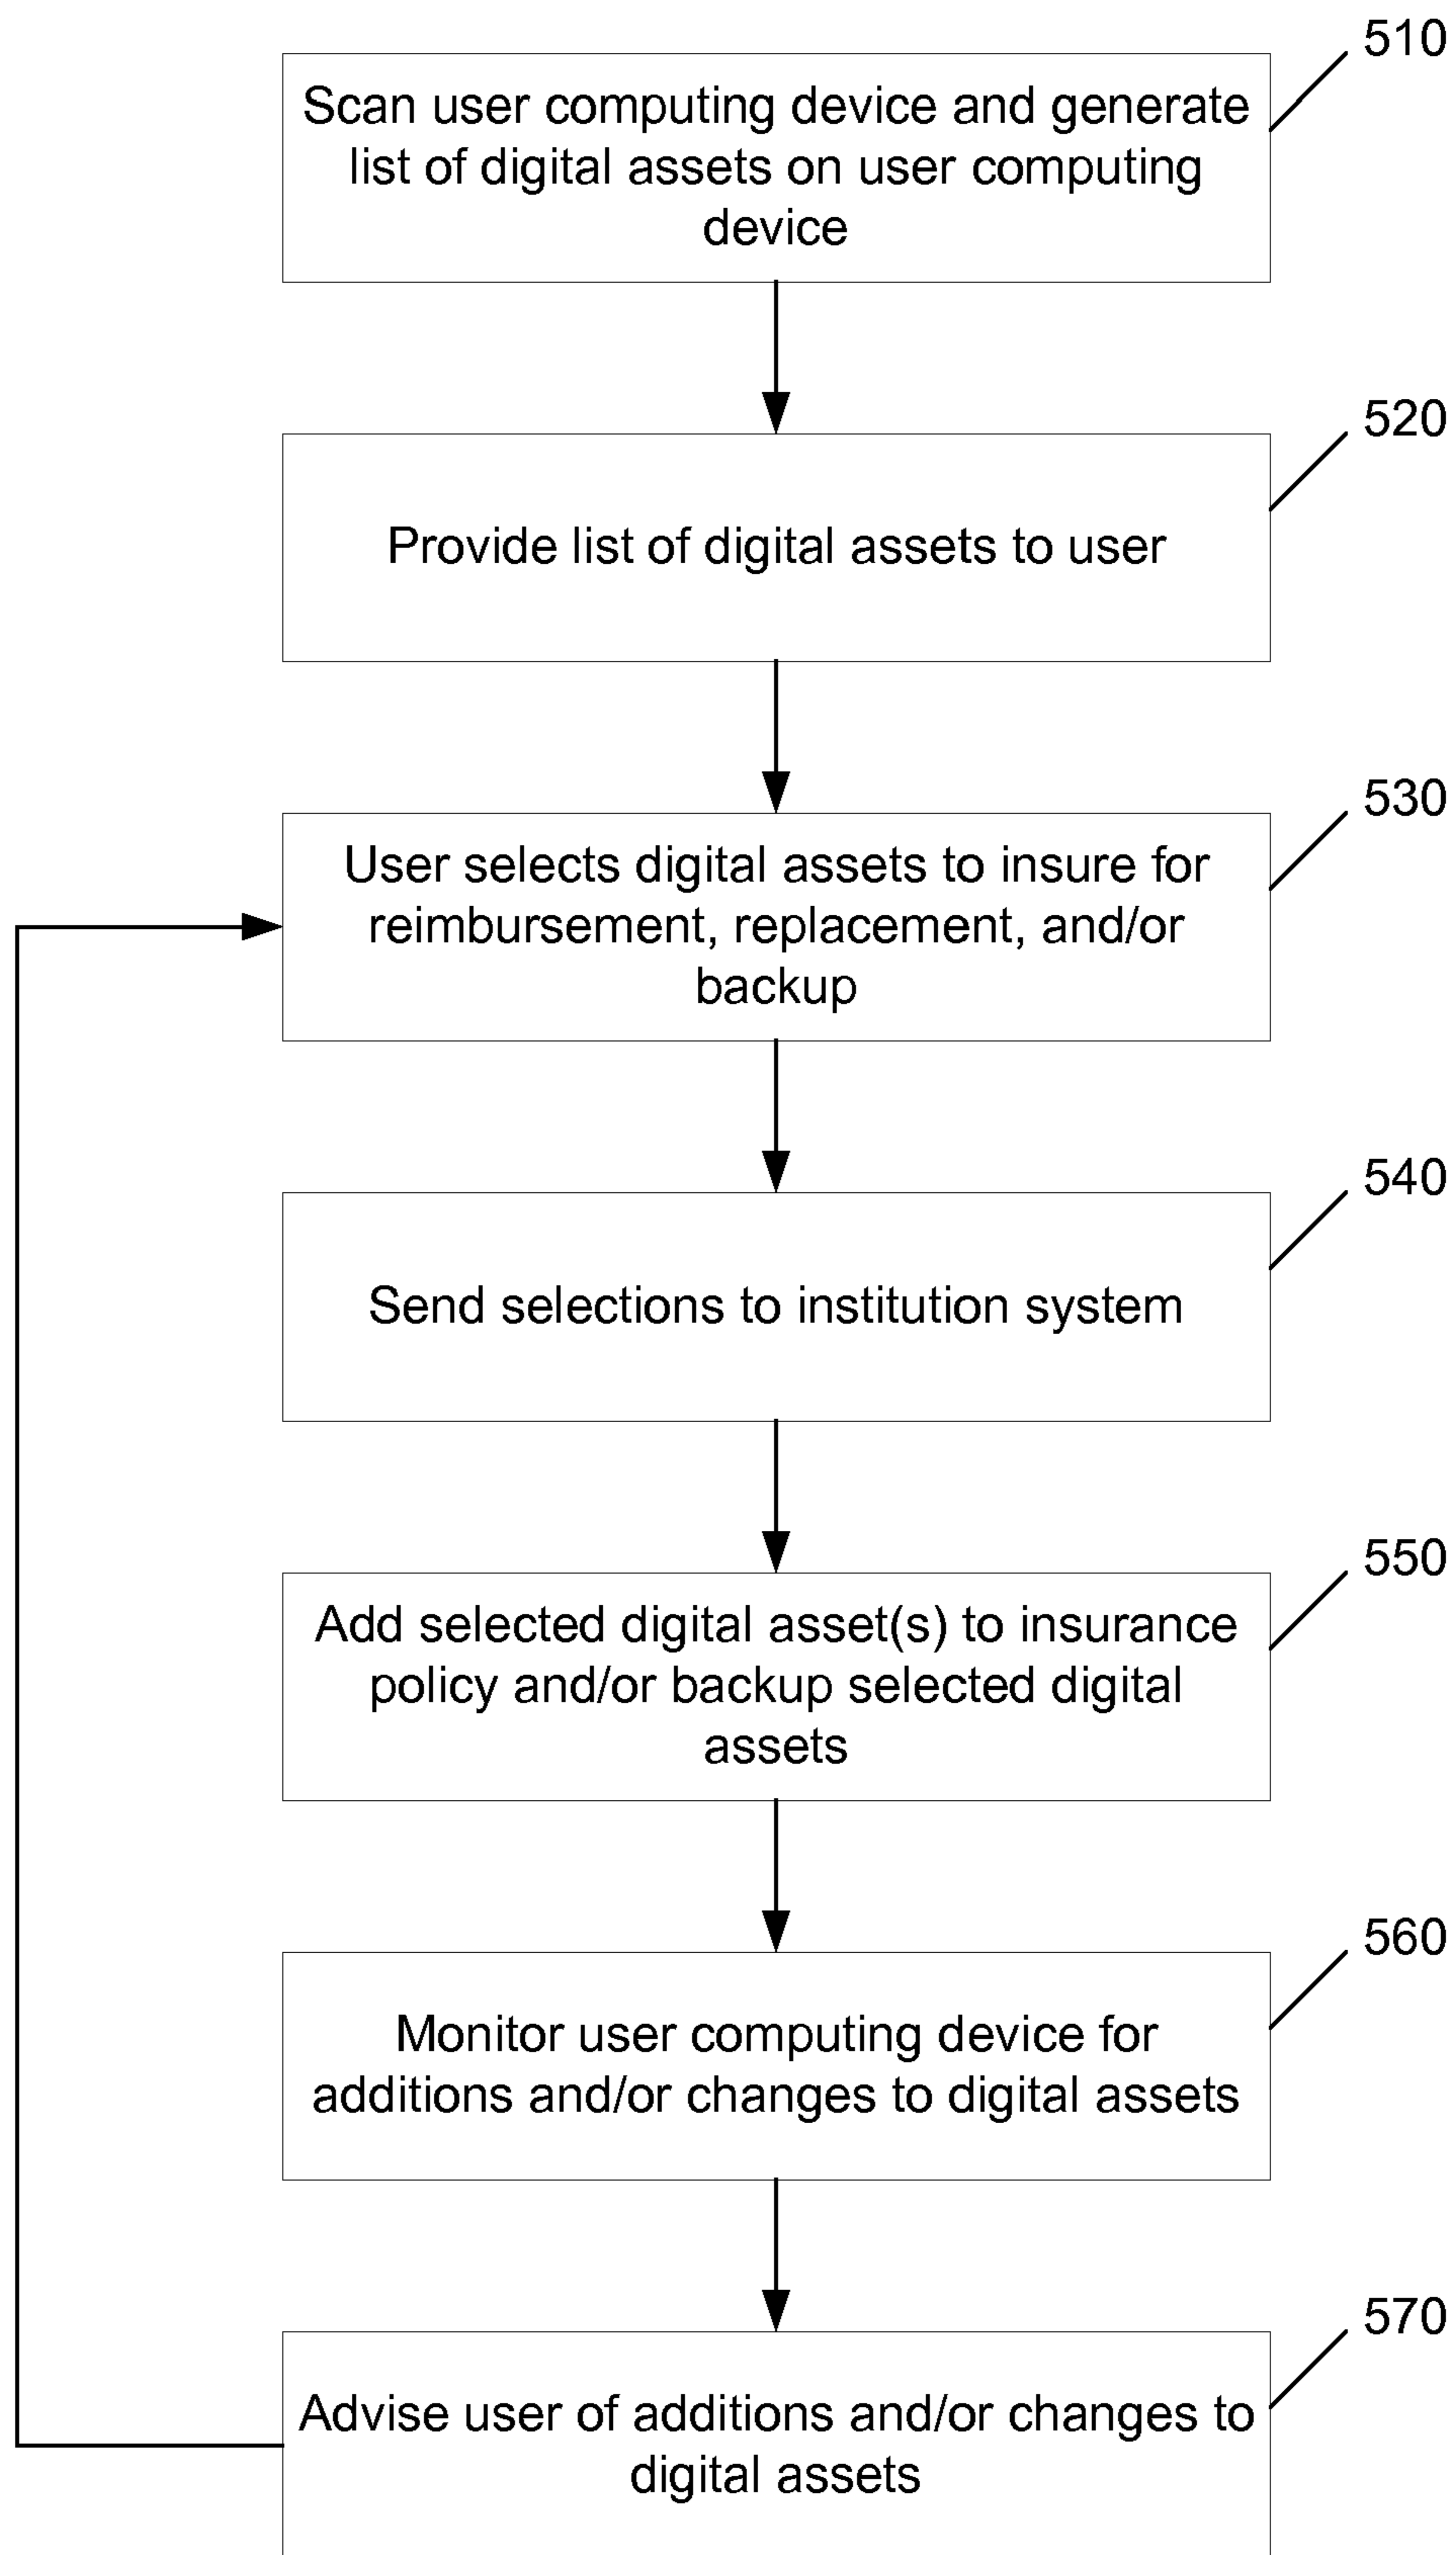 510
Scan user computing device and generate
list of digital assets on user computing
device
520
Provide list of digital assets to user
530
User selects digital assets to insure for
reimbursement, replacement, and/or
backup
540
Send selections to institution system
550
Add selected digital asset(s) to insurance
policy and/or backup selected digital
assets
560
Monitor user computing device for
additions and/or changes to digital assets
570
Advise user of additions and/or changes to
digital assets